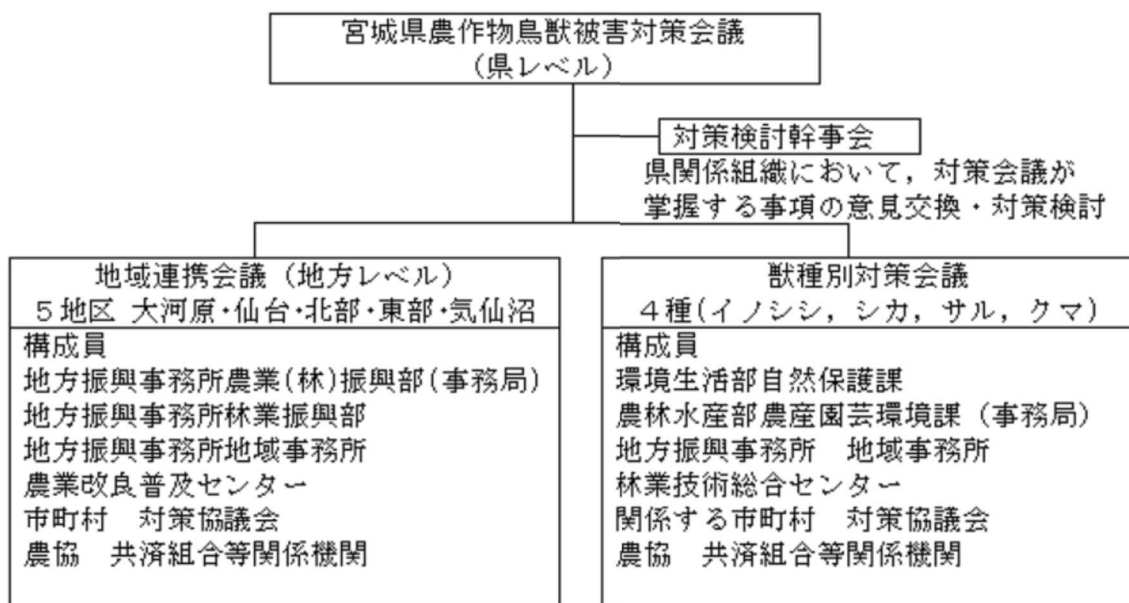 宮城県農作物鳥獣被害対策会議
(県レベル)
対策検討幹事会
県関係組織において，対策会議が
掌握する事項の意見交換・対策検討
地域連携会議（地方レベル）
５地区 大河原・仙台・北部・東部・気仙沼
構成員
地方振興事務所農業(林)振興部(事務局)
地方振興事務所林業振興部
地方振興事務所地域事務所
農業改良普及センター
市町村　対策協議会
農協　共済組合等関係機関
獣種別対策会議
４種(イノシシ，シカ，サル，クマ)
構成員
環境生活部自然保護課
農林水産部農産園芸環境課（事務局）
地方振興事務所　地域事務所
林業技術総合センター
関係する市町村　対策協議会
農協　共済組合等関係機関